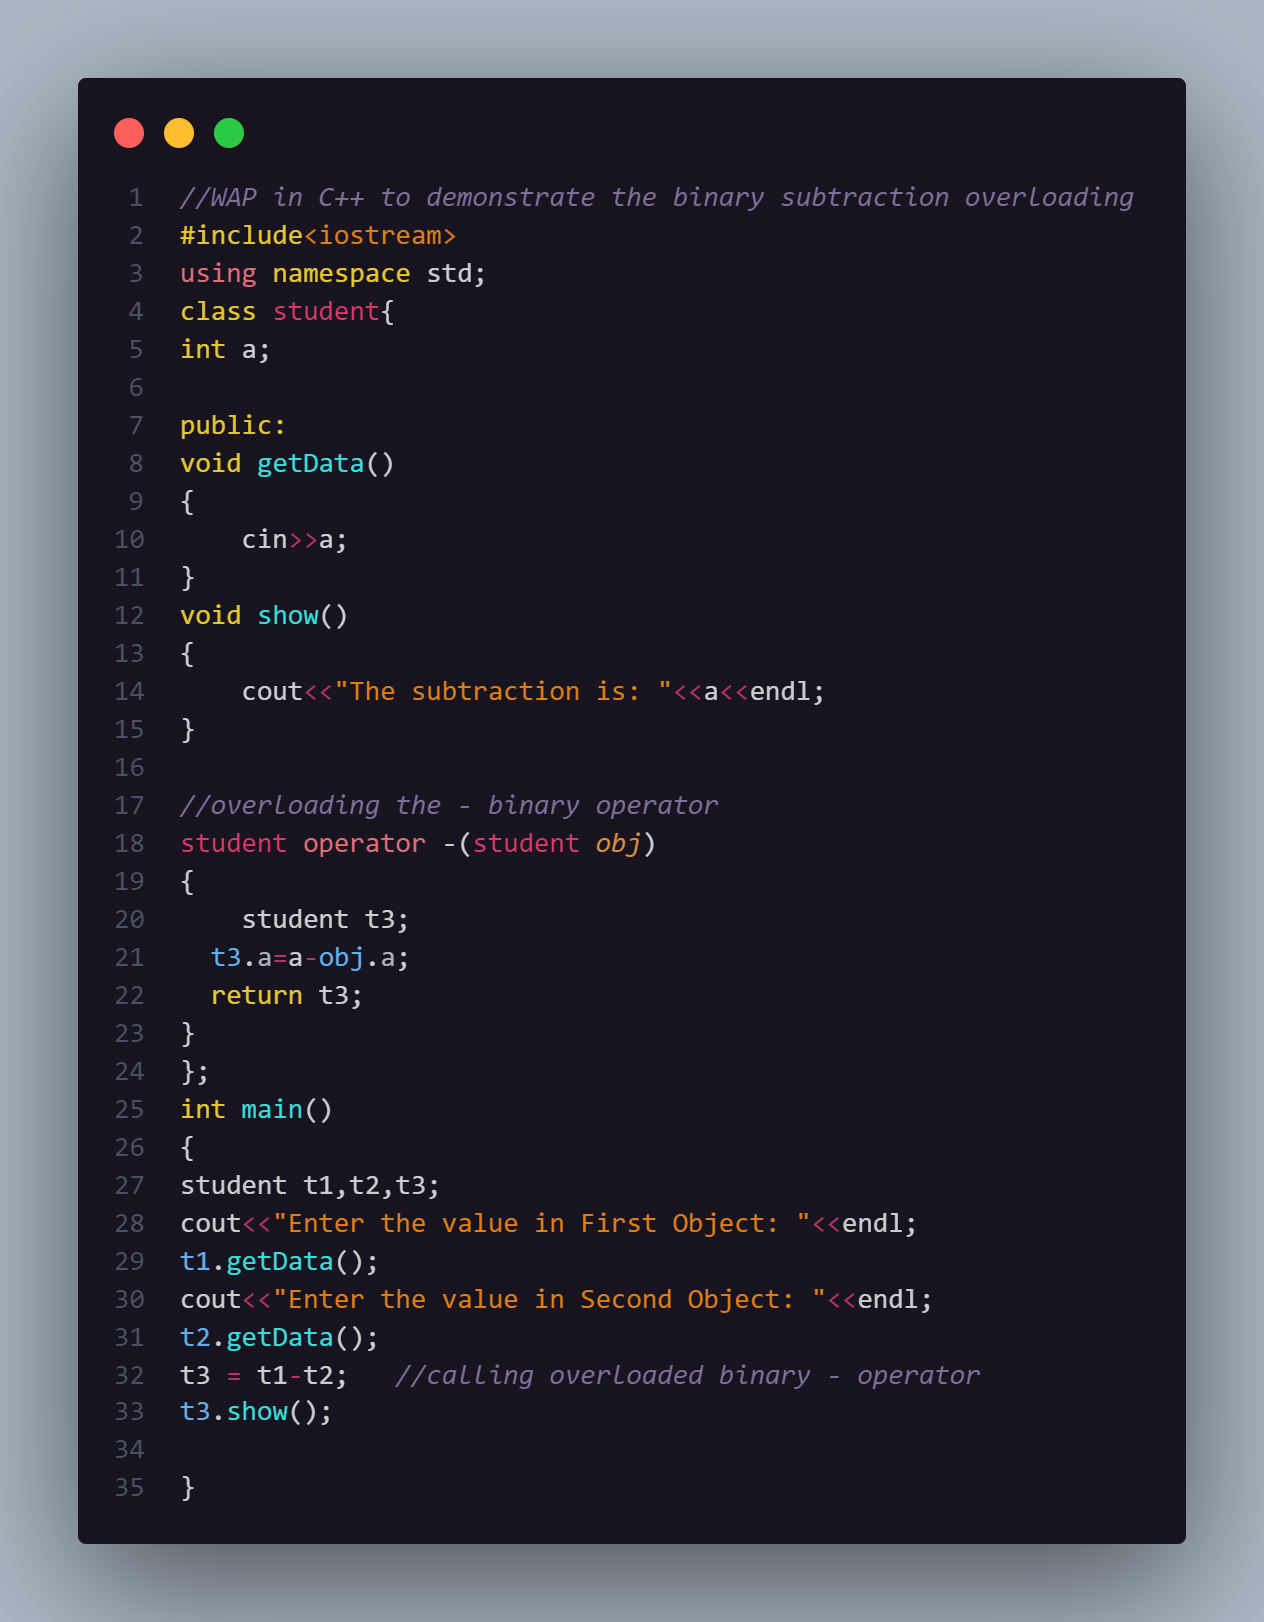 1 //WAP in C++ to demonstrate the binary subtraction overloading
2 #include<iostream>
3 using namespace std;
4 class student{
5 int a;
6
7 public:
8 void getData()
9 {
10     cin>>a;
11 }
12 void show()
13 {
14     cout<<"The subtraction is: "<<a<<endl;
15 }
16
17 //overloading the - binary operator
18 student operator -(student obj)
19 {
20     student t3;
21   t3.a=a-obj.a;
22   return t3;
23 }
24 };
25 int main()
26 {
27 student t1,t2,t3;
28 cout<<"Enter the value in First Object: "<<endl;
29 t1.getData();
30 cout<<"Enter the value in Second Object: "<<endl;
31 t2.getData();
32 t3 = t1-t2;   //calling overloaded binary - operator
33 t3.show();
34
35 }